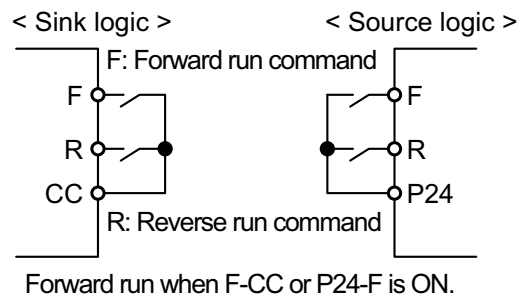 < Sink logic > < Source logic >
F: Forward run command
F F
R R
CC P24
R: Reverse run command
Forward run when F-CC or P24-F is ON.